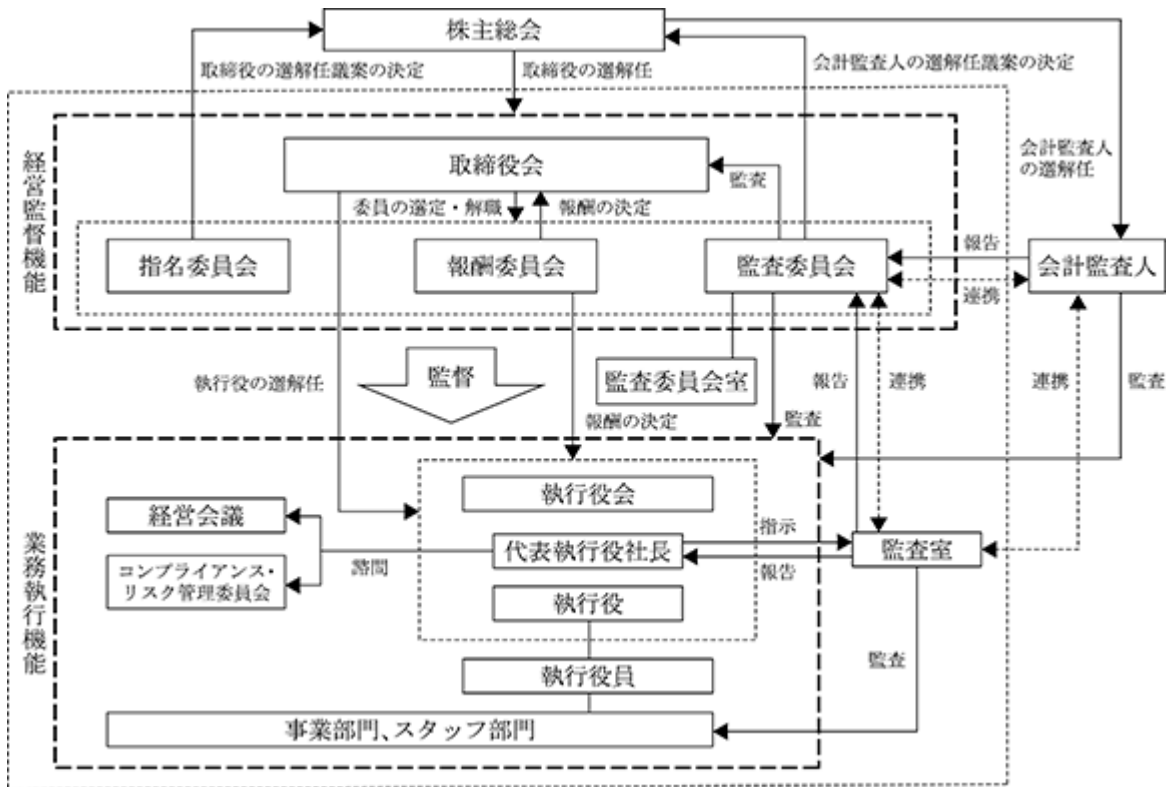 株主総会
取締役の選解任議案の決定
取締役の選解任
会計監査人の選解任議案の決定
経営監督機能
取締役会
監査
会計監査人
の選解任
委員の選定・解職
報酬の決定
指名委員会
報酬委員会
監査委員会
報告
連携
会計監査人
執行役の選解任
監督
監査委員会室
報告
連携
連携
監査
報酬の決定
監査
業務執行機能
執行役会
経営会議
代表執行役社長
指示
報告
監査室
諮問
コンプライアンス・
リスク管理委員会
執行役
執行役員
監査
事業部門、スタッフ部門